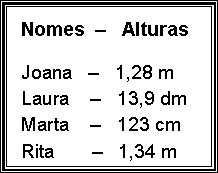 Nomes – Alturas
Joana – 1,28 m
Laura – 13,9 dm
Marta – 123 cm
Rita – 1,34 m